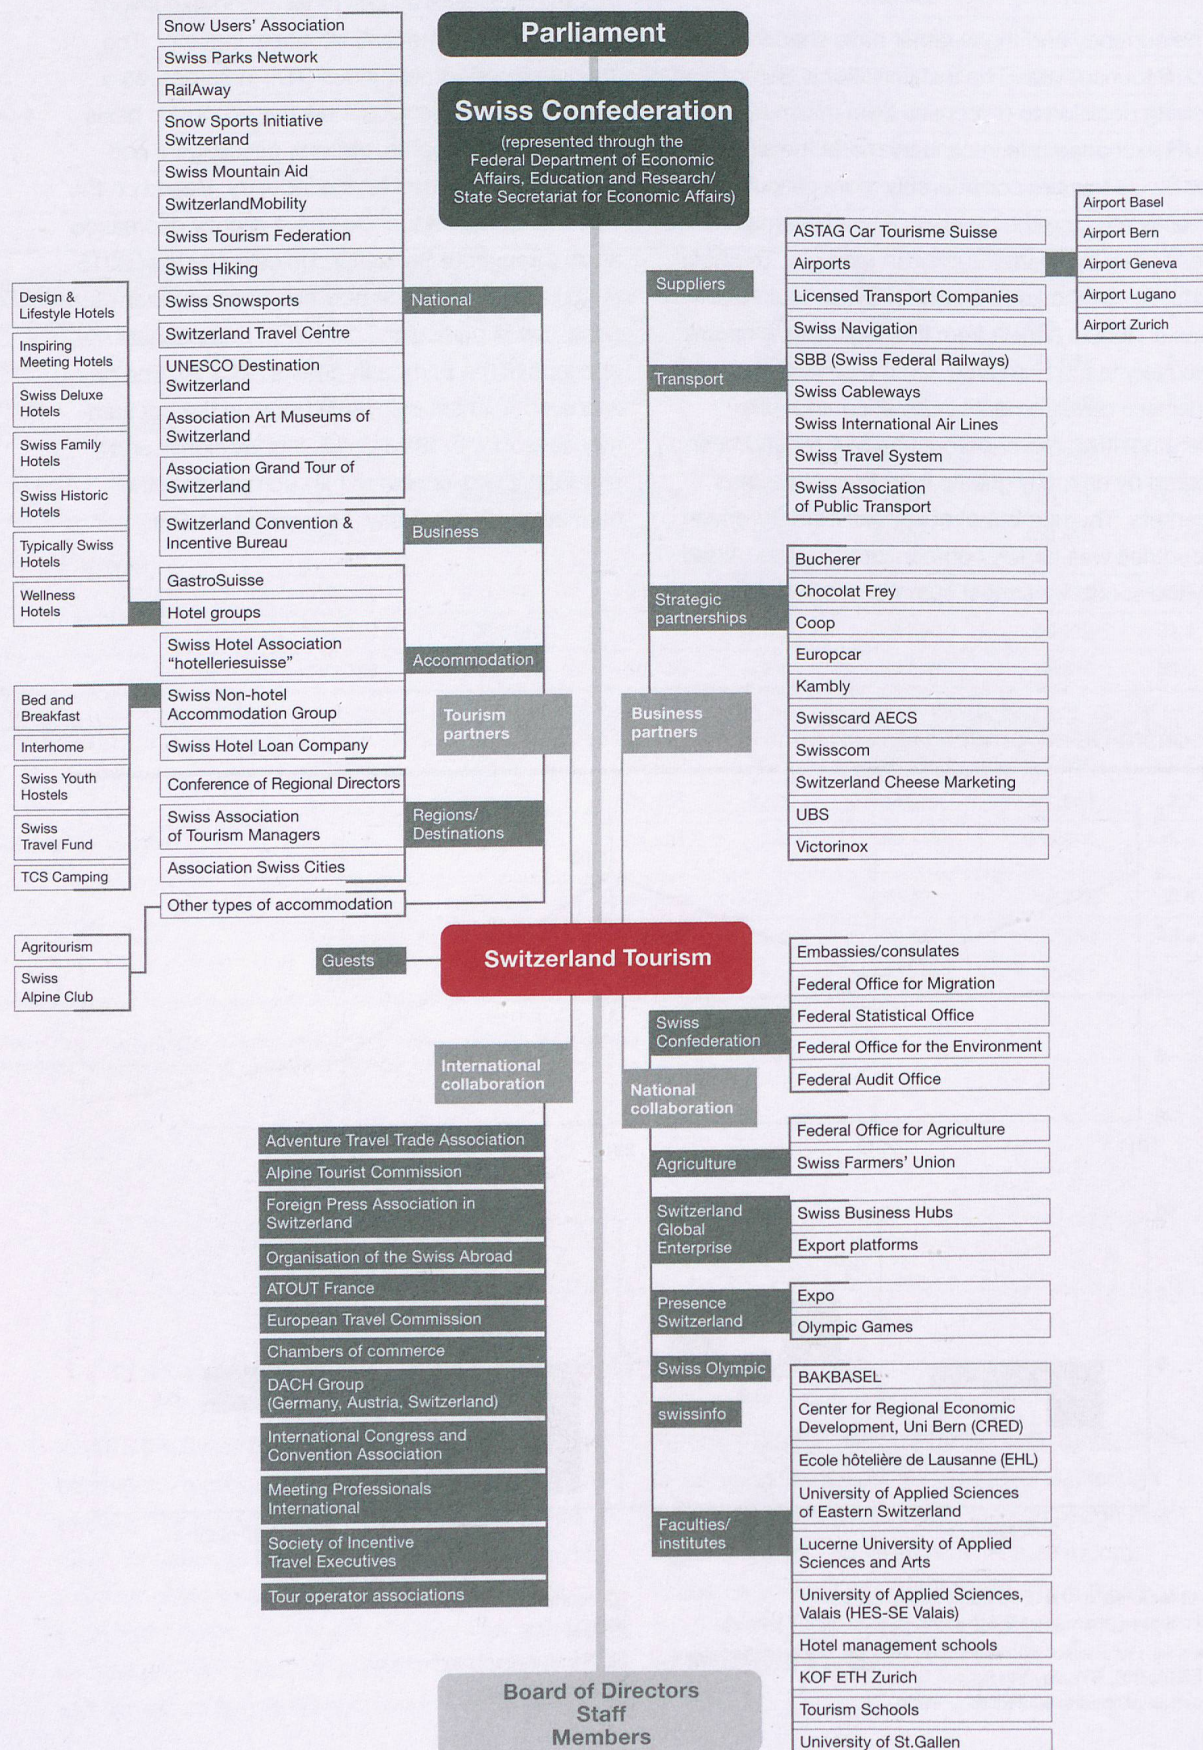 Parliament
Swiss Confederation
(represented through the
Federal Department of Economic
Affairs, Education and Research/
State Secretariat for Economic Affairs)
Snow Users' Association
Swiss Parks Network
RailAway
Snow Sports Initiative
Switzerland
Swiss Mountain Aid
SwitzerlandMobility
Swiss Tourism Federation
Swiss Hiking
Swiss Snowsports
Switzerland Travel Centre
UNESCO Destination
Switzerland
Association Art Museums of
Switzerland
Association Grand Tour of
Switzerland
National
Switzerland Convention &
Incentive Bureau
Business
Design &
Lifestyle Hotels
Inspiring
Meeting Hotels
Swiss Deluxe
Hotels
Swiss Family
Hotels
Swiss Historic
Hotels
Typically Swiss
Hotels
Wellness
Hotels
GastroSuisse
Hotel groups
Swiss Hotel Association
“hotelleriesuisse”
Swiss Non-hotel
Accommodation Group
Swiss Hotel Loan Company
Accommodation
Bed and
Breakfast
Interhome
Swiss Youth
Hostels
Swiss
Travel Fund
TCS Camping
Conference of Regional Directors
Swiss Association
of Tourism Managers
Association Swiss Cities
Regions/
Destinations
Other types of accommodation
Agritourism
Swiss
Alpine Club
Tourism
partners
Business
partners
Suppliers
Transport
ASTAG Car Tourisme Suisse
Airports
Licensed Transport Companies
Swiss Navigation
SBB (Swiss Federal Railways)
Swiss Cableways
Swiss International Air Lines
Swiss Travel System
Swiss Association
of Public Transport
Airport Basel
Airport Bern
Airport Geneva
Airport Lugano
Airport Zurich
Strategic
partnerships
Bucherer
Chocolat Frey
Coop
Europcar
Kambly
Swisscard AECS
Swisscom
Switzerland Cheese Marketing
UBS
Victorinox
Guests
Switzerland Tourism
International
collaboration
Adventure Travel Trade Association
Alpine Tourist Commission
Foreign Press Association in
Switzerland
Organisation of the Swiss Abroad
ATOUT France
European Travel Commission
Chambers of commerce
DACH Group
(Germany, Austria, Switzerland)
International Congress and
Convention Association
Meeting Professionals
International
Society of Incentive
Travel Executives
Tour operator associations
National
collaboration
Swiss
Confederation
Embassies/consulates
Federal Office for Migration
Federal Statistical Office
Federal Office for the Environment
Federal Audit Office
Agriculture
Federal Office for Agriculture
Swiss Farmers' Union
Switzerland
Global
Enterprise
Swiss Business Hubs
Export platforms
Presence
Switzerland
Expo
Olympic Games
Swiss Olympic
swissinfo
Faculties/
institutes
BAKBASEL
Center for Regional Economic
Development, Uni Bern (CRED)
Ecole hôtelière de Lausanne (EHL)
University of Applied Sciences
of Eastern Switzerland
Lucerne University of Applied
Sciences and Arts
University of Applied Sciences,
Valais (HES-SE Valais)
Hotel management schools
KOF ETH Zurich
Tourism Schools
University of St.Gallen
Board of Directors
Staff
Members